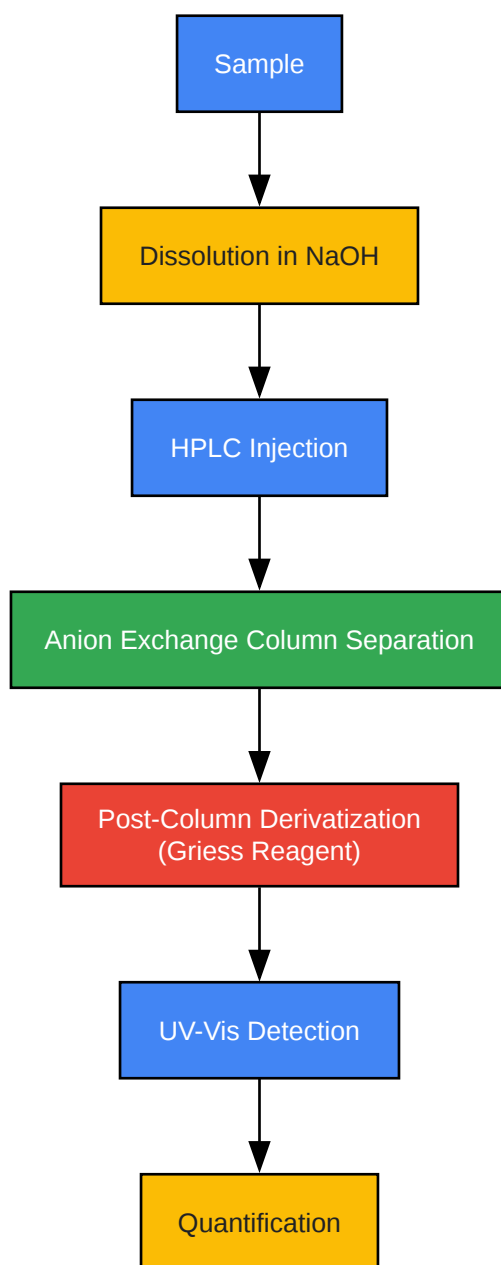 Sample
Dissolution in NaOH
HPLC Injection
Anion Exchange Column Separation
Post-Column Derivatization
(Griess Reagent)
UV-Vis Detection
Quantification